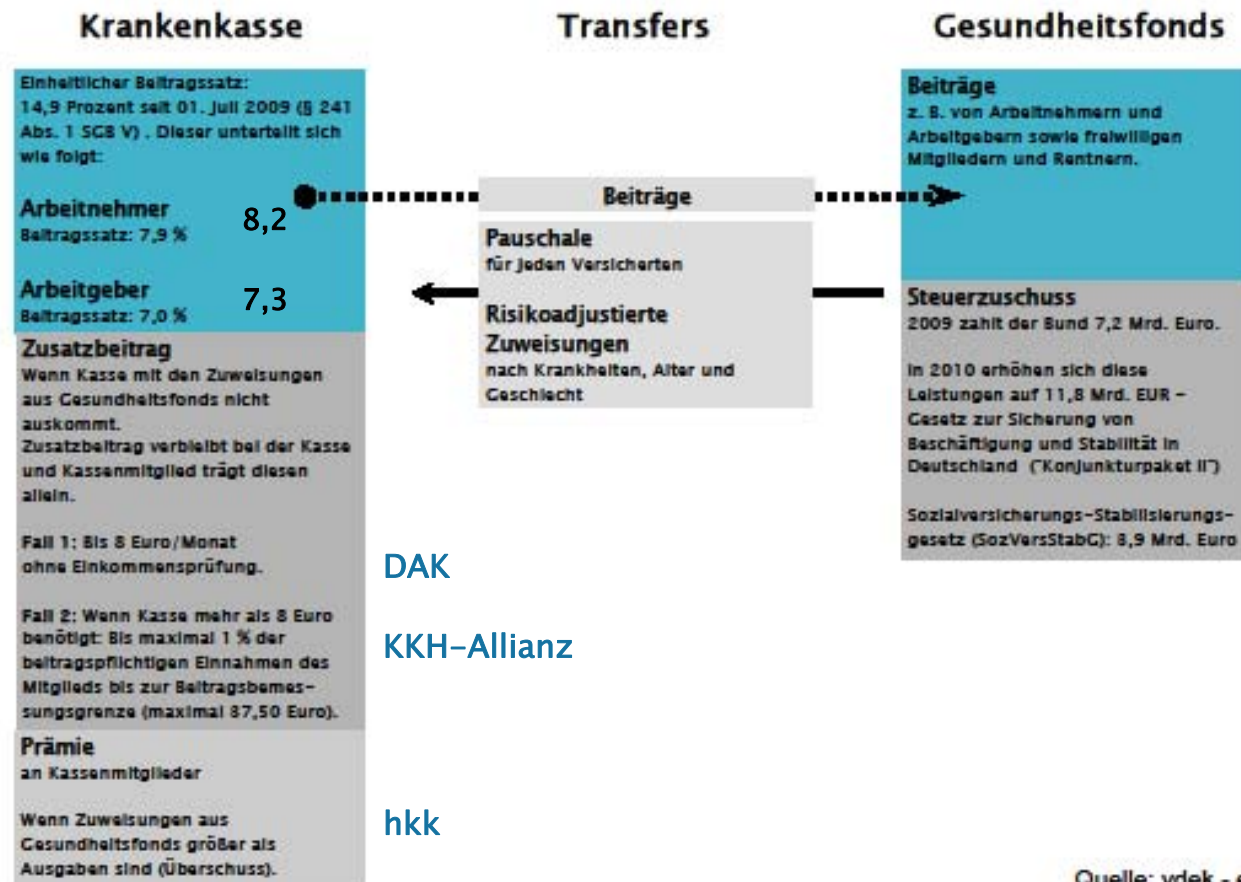 Krankenkasse
Einheitlicher Beitragssatz:
14,9 Prozent seit 01. Juli 2009 (§ 241
Abs. 1 SGB V) . Dieser unterteilt sich
wie folgt:
Arbeitnehmer
Beitragssatz: 7,9 %
8,2
Arbeitgeber
Beitragssatz: 7,0 %
7,3
Zusatzbeitrag
Wenn Kasse mit den Zuweisungen
aus Gesundheitsfonds nicht
auskommt.
Zusatzbeitrag verbleibt bei der Kasse
und Kassenmitglied trägt diesen
allein.
Fall 1: Bis 8 Euro/Monat
ohne Einkommensprüfung.
DAK
Fall 2: Wenn Kasse mehr als 8 Euro
benötigt: Bis maximal 1 % der
beitragspflichtigen Einnahmen des
Mitglieds bis zur Beitragsbemes-
sungsgrenze (maximal 37,50 Euro).
KKH-Allianz
Prämie
an Kassenmitglieder
Wenn Zuweisungen aus
Gesundheitsfonds größer als
Ausgaben sind (Überschuss).
hkk
Transfers
Beiträge
Pauschale
für jeden Versicherten
Risikoadjustierte
Zuweisungen
nach Krankheiten, Alter und
Geschlecht
Gesundheitsfonds
Beiträge
z. B. von Arbeitnehmern und
Arbeitgebern sowie freiwilligen
Mitgliedern und Rentnern.
Steuerzuschuss
2009 zahlt der Bund 7,2 Mrd. Euro.
In 2010 erhöhen sich diese
Leistungen auf 11,8 Mrd. EUR –
Gesetz zur Sicherung von
Beschäftigung und Stabilität in
Deutschland ("Konjunkturpaket II")
Sozialversicherungs-Stabilisierungs-
gesetz (SozVersStabG): 3,9 Mrd. Euro
Quelle: vdek -